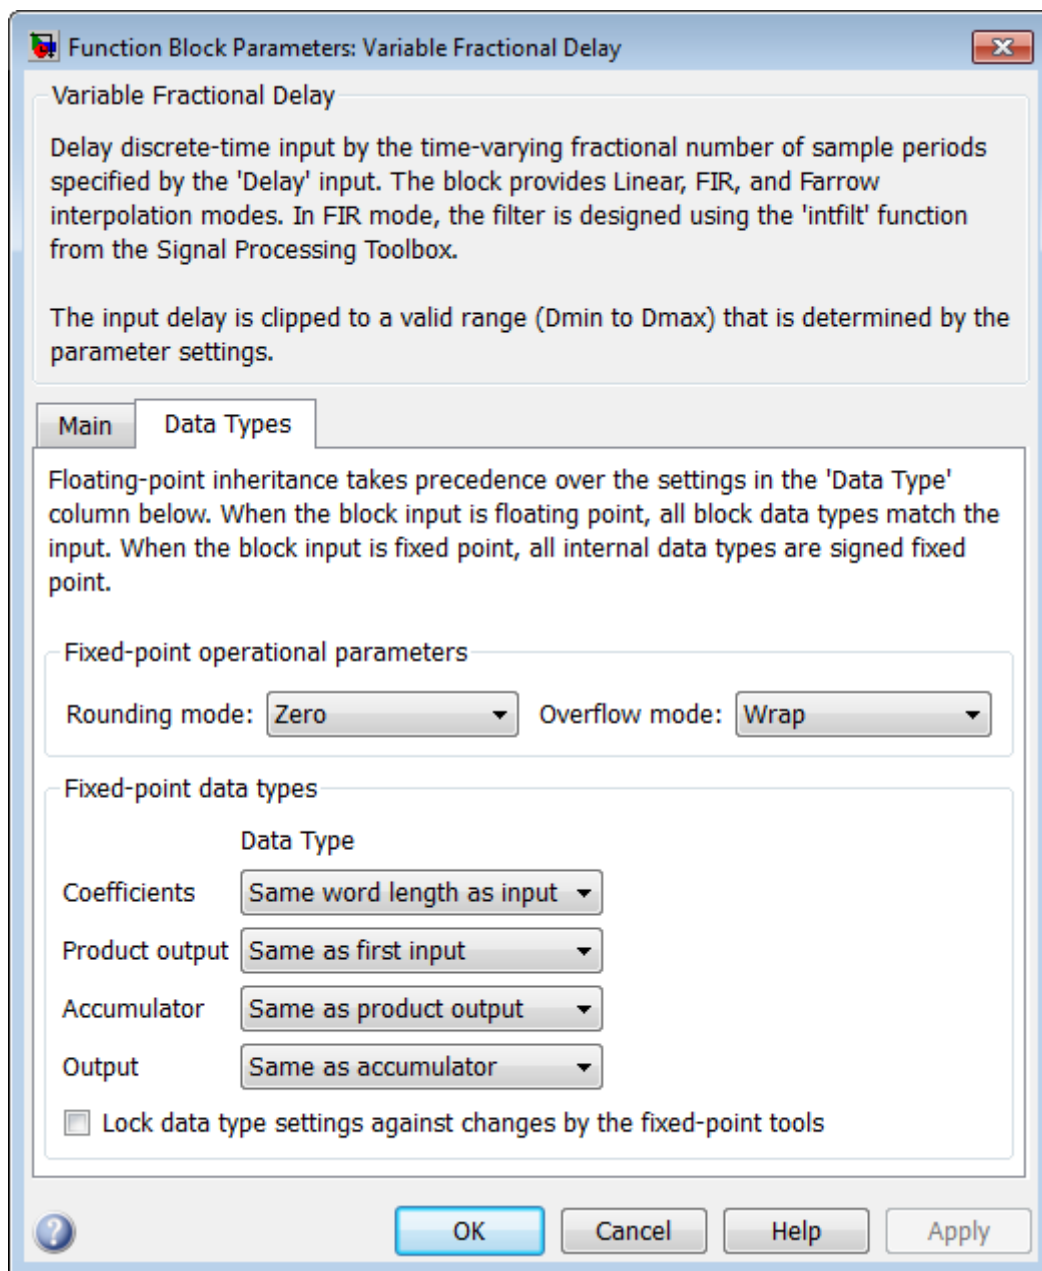 Function Block Parameters: Variable Fractional Delay
Variable Fractional Delay
Delay discrete-time input by the time-varying fractional number of sample periods
specified by the 'Delay' input. The block provides Linear, FIR, and Farrow
interpolation modes. In FIR mode, the filter is designed using the 'intfilt' function
from the Signal Processing Toolbox.
The input delay is clipped to a valid range (Dmin to Dmax) that is determined by the
parameter settings.
Main Data Types
Floating-point inheritance takes precedence over the settings in the 'Data Type'
column below. When the block input is floating point, all block data types match the
input. When the block input is fixed point, all internal data types are signed fixed
point.
Fixed-point operational parameters
Rounding mode: Zero Overflow mode: Wrap
Fixed-point data types
Data Type
Coefficients Same word length as input
Product output Same as first input
Accumulator Same as product output
Output Same as accumulator
Lock data type settings against changes by the fixed-point tools
? OK Cancel Help Apply